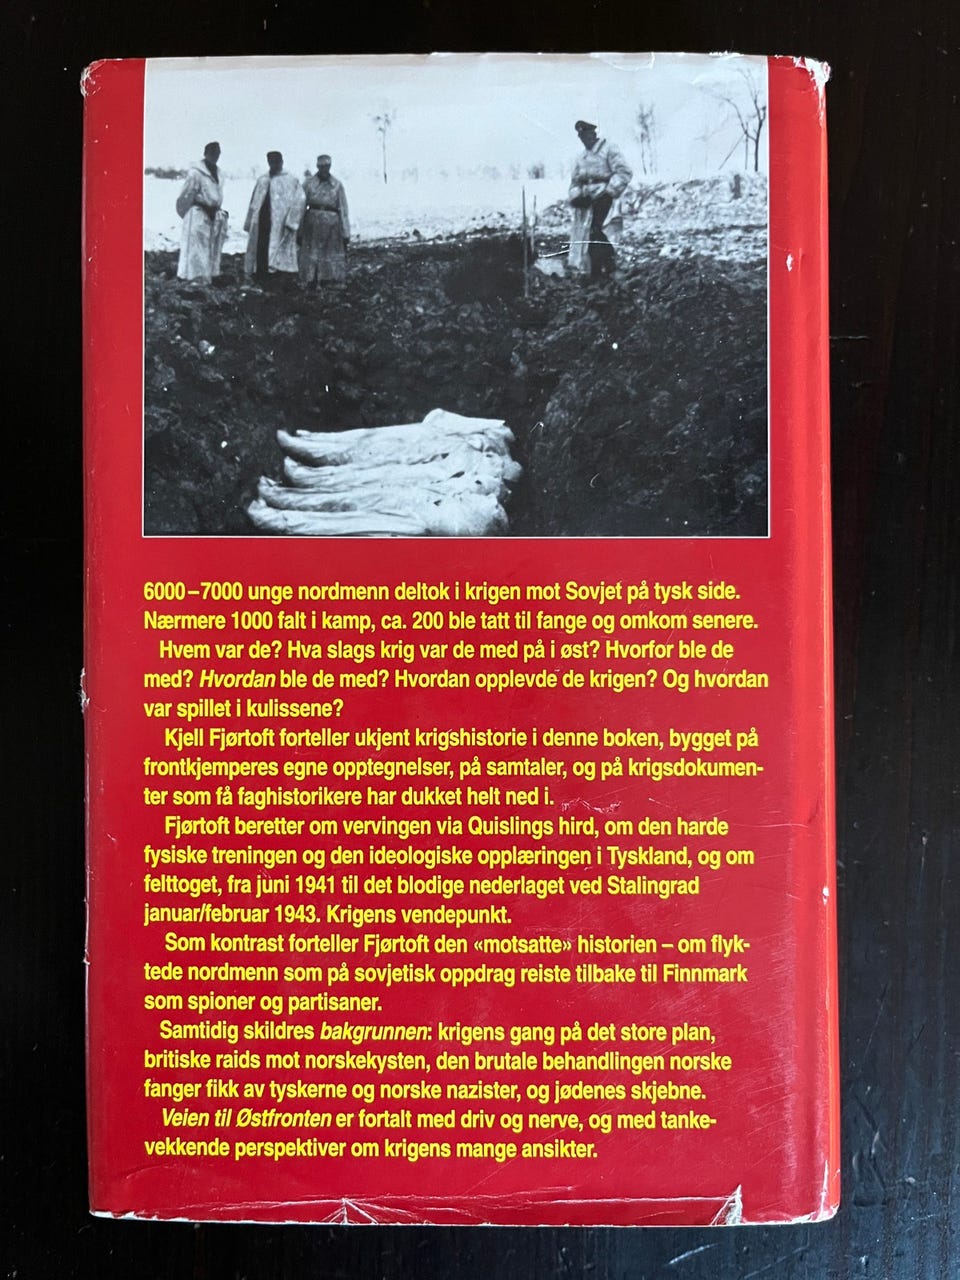 6000–7000 unge nordmenn deltok i krigen mot Sovjet på tysk side.
Nærmere 1000 falt i kamp, ca. 200 ble tatt til fange og omkom senere.
Hvem var de? Hva slags krig var de med på i øst? Hvorfor ble de
med? Hvordan ble de med? Hvordan opplevde de krigen? Og hvordan
var spillet i kulissene?
Kjell Fjørtoft forteller ukjent krigshistorie i denne boken, bygget på
frontkjemperes egne opptegnelser, på samtaler, og på krigsdokumen-
ter som få faghistorikere har dukket helt ned i.
Fjørtoft beretter om vervingen via Quislings hird, om den harde
fysiske treningen og den ideologiske opplæringen i Tyskland, og om
felttoget, fra juni 1941 til det blodige nederlaget ved Stalingrad
januar/februar 1943. Krigens vendepunkt.
Som kontrast forteller Fjørtoft den «motsatte» historien – om flyk-
tede nordmenn som på sovjetisk oppdrag reiste tilbake til Finnmark
som spioner og partisaner.
Samtidig skildres bakgrunnen: krigens gang på det store plan,
britiske raids mot norskekysten, den brutale behandlingen norske
fanger fikk av tyskerne og norske nazister, og jødenes skjebne.
Veien til Østfronten er fortalt med driv og nerve, og med tanke-
vekkende perspektiver om krigens mange ansikter.